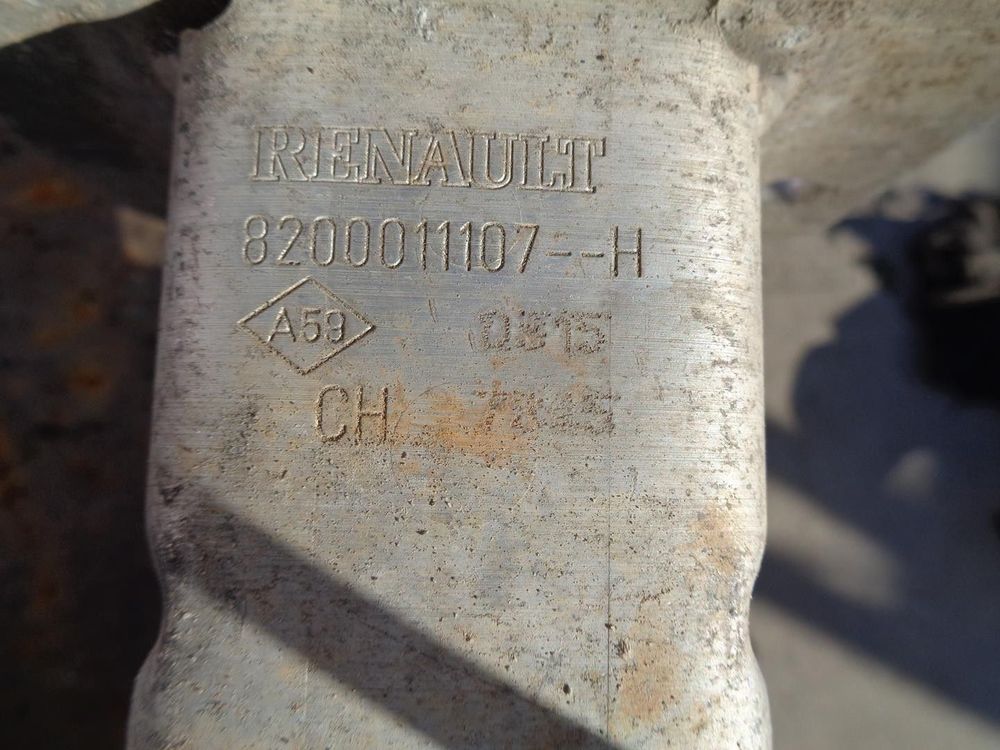 RENAULT
8200011107--H
A59
CH